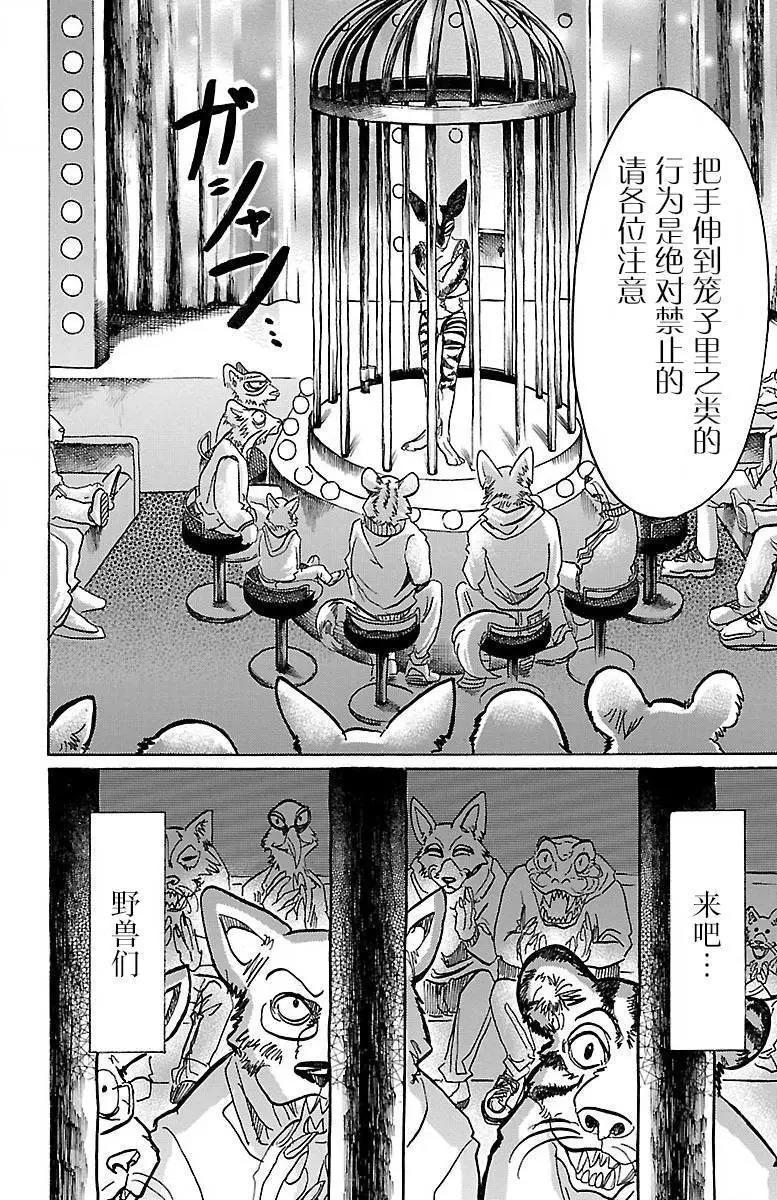 把手伸到笼子里之类的
行为是绝对禁止的
请各位注意
ガシャン…
来吧…
野兽们